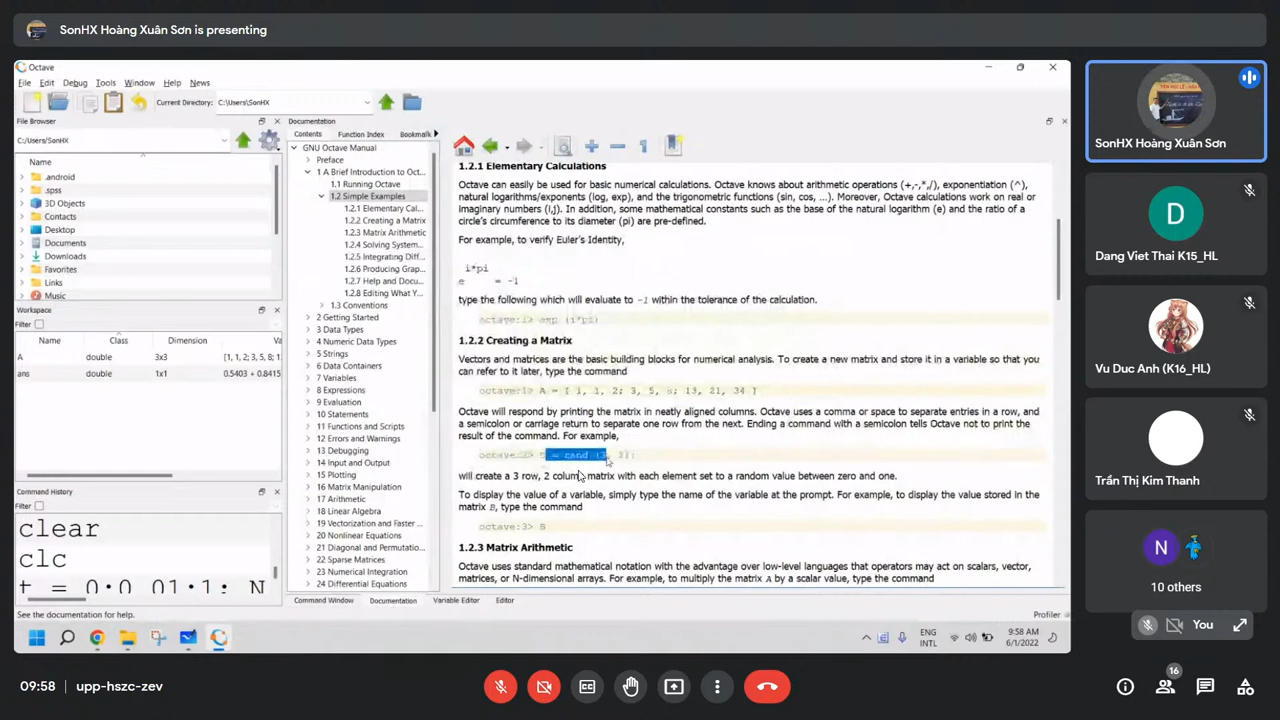 SonHX Hoàng Xuân Sơn is presenting
Octave
File Edit Debug Tools Window Help News
Current Directory: C:\Users\SonHX
File Browser
C:/Users/SonHX
Name
.android
.spss
3D Objects
Contacts
Desktop
Documents
Downloads
Favorites
Links
Music
Workspace
Filter
Name Class Dimension
A double 3x3 [1, 1, 2; 3, 5, 8; 1
ans double 1x1 0.5403 + 0.8415
Command History
Filter
clear
clc
Documentation
Contents Function Index Bookmark
GNU Octave Manual
Preface
1 A Brief Introduction to Oct...
1.1 Running Octave
1.2 Simple Examples
1.2.1 Elementary Cal...
1.2.2 Creating a Matrix
1.2.3 Matrix Arithmetic
1.2.4 Solving System...
1.2.5 Integrating Diff...
1.2.6 Producing Grap...
1.2.7 Help and Docu...
1.2.8 Editing What Y...
1.3 Conventions
2 Getting Started
3 Data Types
4 Numeric Data Types
5 Strings
6 Data Containers
7 Variables
8 Expressions
9 Evaluation
10 Statements
11 Functions and Scripts
12 Errors and Warnings
13 Debugging
14 Input and Output
15 Plotting
16 Matrix Manipulation
17 Arithmetic
18 Linear Algebra
19 Vectorization and Faster ...
20 Nonlinear Equations
21 Diagonal and Permutatio...
22 Sparse Matrices
23 Numerical Integration
24 Differential Equations
1.2.1 Elementary Calculations
Octave can easily be used for basic numerical calculations. Octave knows about arithmetic operations (+,-,*,/), exponentiation (^),
natural logarithms/exponents (log, exp), and the trigonometric functions (sin, cos, ...). Moreover, Octave calculations work on real or
imaginary numbers (i,j). In addition, some mathematical constants such as the base of the natural logarithm (e) and the ratio of a
circle's circumference to its diameter (pi) are pre-defined.
For example, to verify Euler's Identity,
i*pi
e = -1
type the following which will evaluate to -1 within the tolerance of the calculation.
octave:1> exp (i*pi)
1.2.2 Creating a Matrix
Vectors and matrices are the basic building blocks for numerical analysis. To create a new matrix and store it in a variable so that you
can refer to it later, type the command
octave:1> A = [ 1, 1, 2; 3, 5, 8; 13, 21, 34 ]
Octave will respond by printing the matrix in neatly aligned columns. Octave uses a comma or space to separate entries in a row, and
a semicolon or carriage return to separate one row from the next. Ending a command with a semicolon tells Octave not to print the
result of the command. For example,
octave:2> B = rand (3, 2);
will create a 3 row, 2 column matrix with each element set to a random value between zero and one.
To display the value of a variable, simply type the name of the variable at the prompt. For example, to display the value stored in the
matrix B, type the command
octave:3> B
1.2.3 Matrix Arithmetic
Octave uses standard mathematical notation with the advantage over low-level languages that operators may act on scalars, vector,
matrices, or N-dimensional arrays. For example, to multiply the matrix A by a scalar value, type the command
Command Window Documentation Variable Editor Editor
See the documentation for help.
Profiler
ENG
INTL
9:58 AM
6/1/2022
SonHX Hoàng Xuân Sơn
D
Dang Viet Thai K15_HL
Vu Duc Anh (K16_HL)
Trần Thị Kim Thanh
N
10 others
You
09:58 | upp-hszc-zev
16